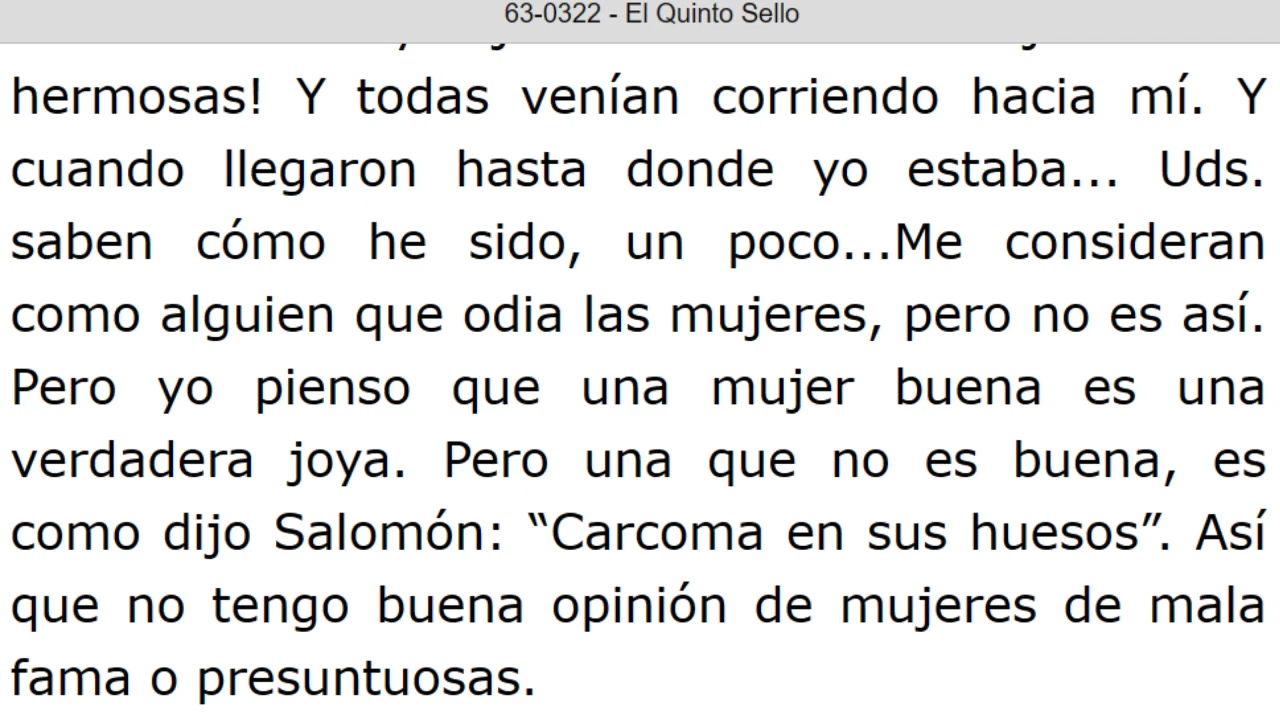 63-0322 - El Quinto Sello
hermosas! Y todas venían corriendo hacia mí. Y
cuando llegaron hasta donde yo estaba... Uds.
saben cómo he sido, un poco...Me consideran
como alguien que odia las mujeres, pero no es así.
Pero yo pienso que una mujer buena es una
verdadera joya. Pero una que no es buena, es
como dijo Salomón: “Carcoma en sus huesos”. Así
que no tengo buena opinión de mujeres de mala
fama o presuntuosas.